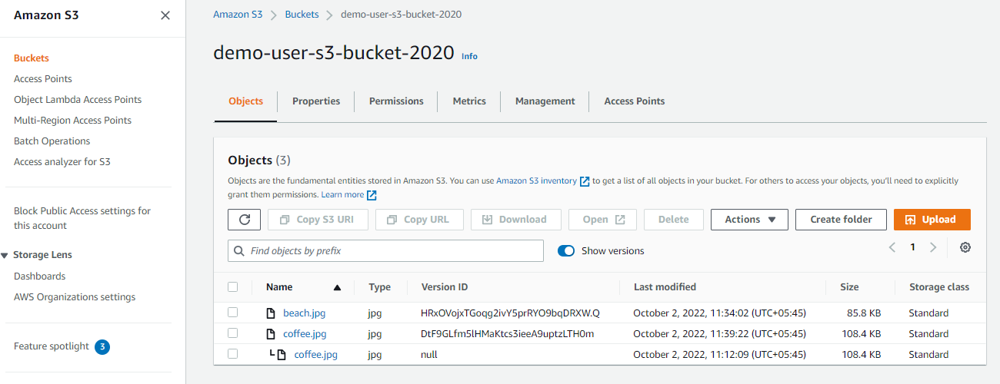 Amazon S3
Buckets
Access Points
Object Lambda Access Points
Multi-Region Access Points
Batch Operations
Access analyzer for S3
Block Public Access settings for
this account
Storage Lens
Dashboards
AWS Organizations settings
Feature spotlight 3
Amazon S3 Buckets demo-user-s3-bucket-2020
demo-user-s3-bucket-2020 Info
Objects Properties Permissions Metrics Management Access Points
Objects (3)
Objects are the fundamental entities stored in Amazon S3. You can use Amazon S3 inventory to get a list of all objects in your bucket. For others to access your objects, you'll need to explicitly
grant them permissions. Learn more
Copy S3 URI Copy URL Download Open Delete Actions Create folder Upload
Find objects by prefix Show versions 1
Name Type Version ID Last modified Size Storage class
beach.jpg jpg HRxOVojxTGoqg2ivY5prRYO9bqDRXW.Q October 2, 2022, 11:34:02 (UTC+05:45) 85.8 KB Standard
coffee.jpg jpg DtF9GLfm5lHMaKtcs3ieeA9uptzLTH0m October 2, 2022, 11:39:22 (UTC+05:45) 108.4 KB Standard
coffee.jpg jpg null October 2, 2022, 11:12:09 (UTC+05:45) 108.4 KB Standard